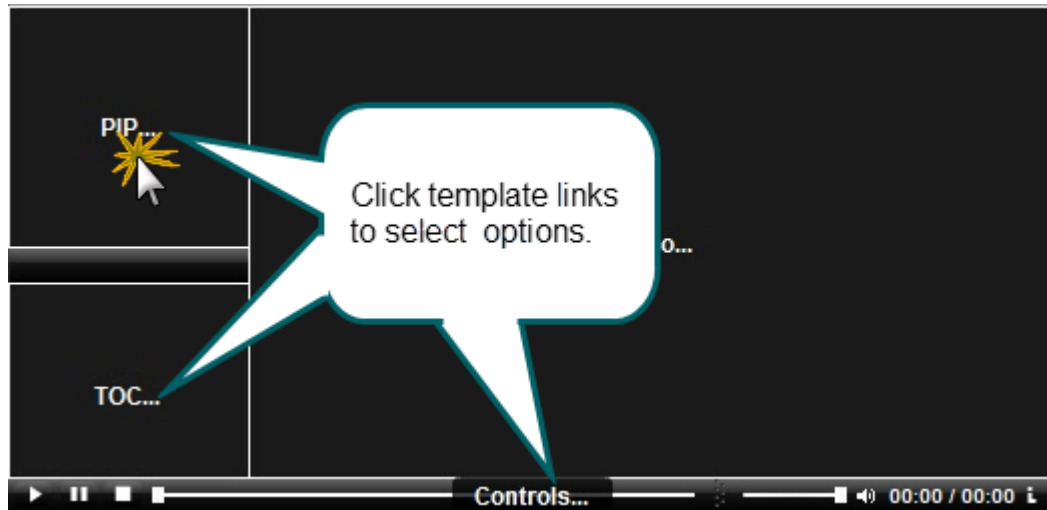 PIP...
Click template links
to select options.
o...
TOC...
Controls...
00:00 / 00:00 i